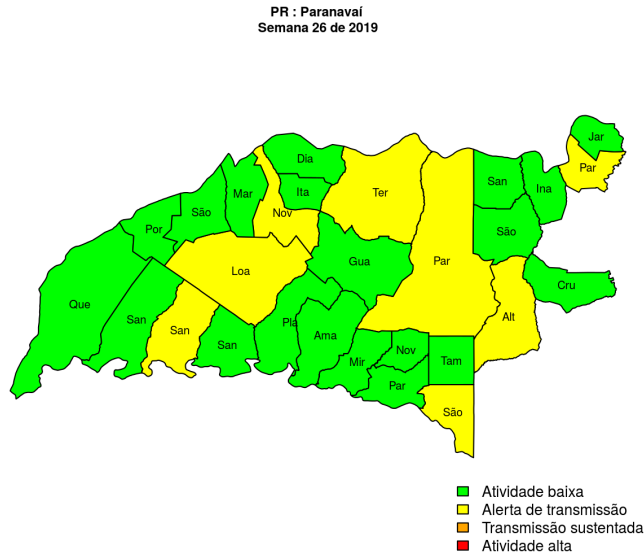 PR : Paranavaí
Semana 26 de 2019
Jar
Par
Dia
San
Ina
Ita
Ter
Mar
São
Nov
Por
São
Gua
Par
Loa
Cru
Que
San
San
Pla
Alt
Ama
San
Nov
Mir
Tam
Par
São
Atividade baixa
Alerta de transmissão
Transmissão sustentada
Atividade alta